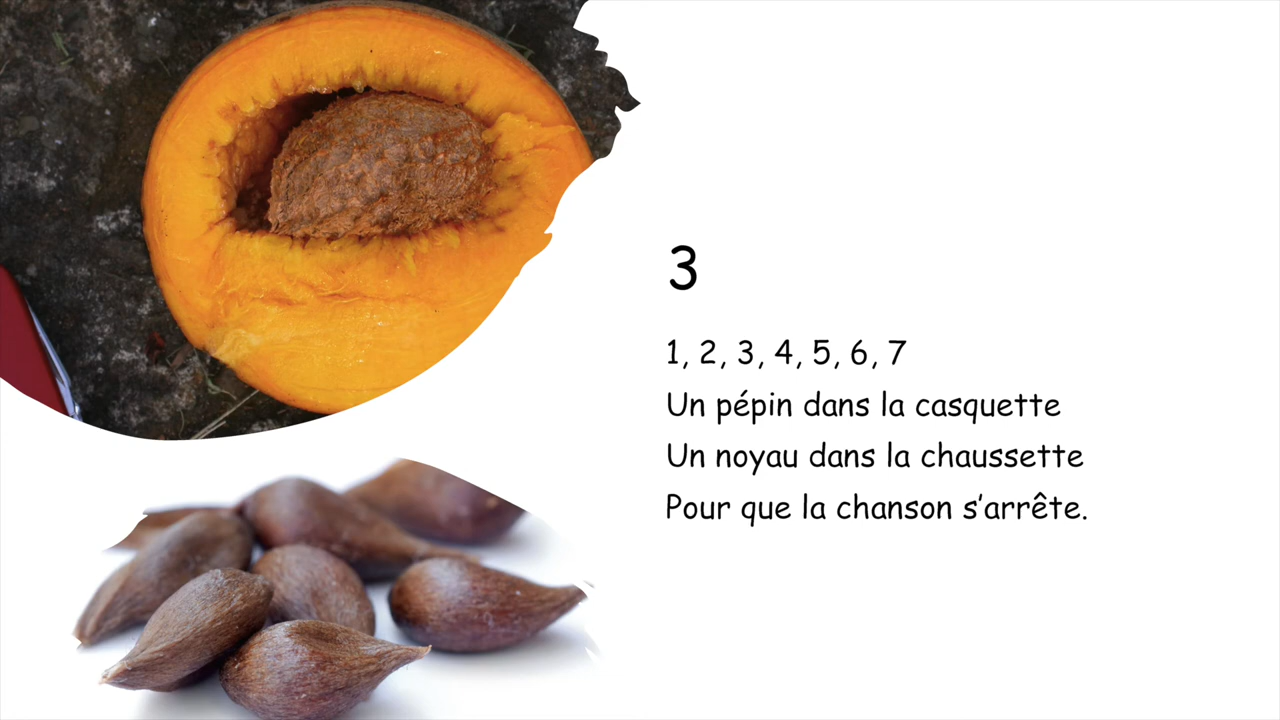 3
1, 2, 3, 4, 5, 6, 7
Un pépin dans la casquette
Un noyau dans la chaussette
Pour que la chanson s’arrête.